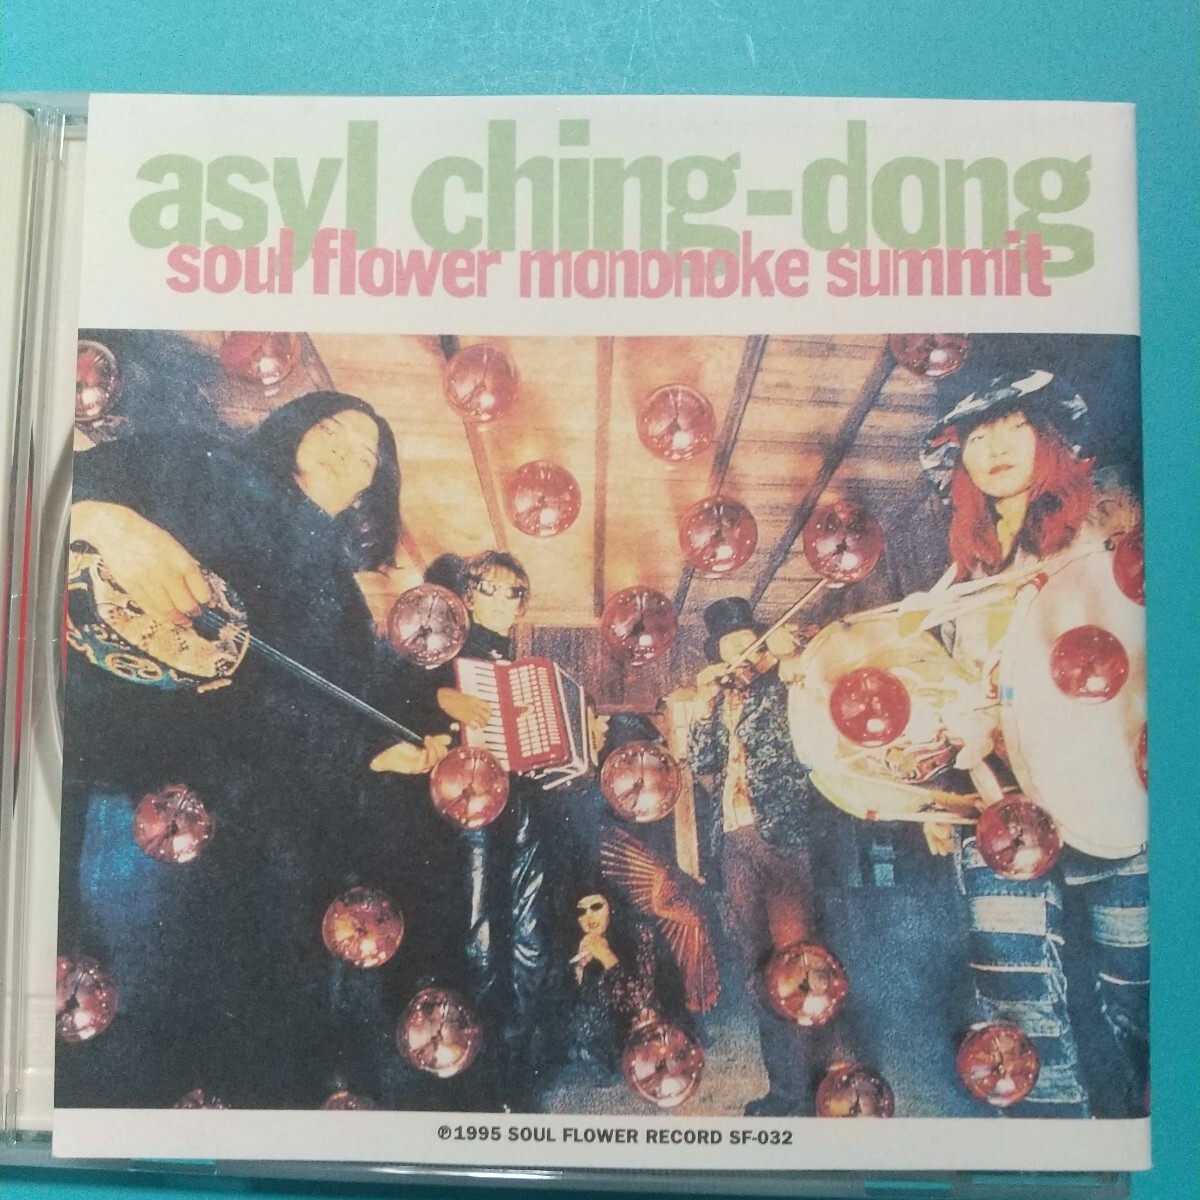 asyl ching-dong
soul flower mononoke summit
℗1995 SOUL FLOWER RECORD SF-032